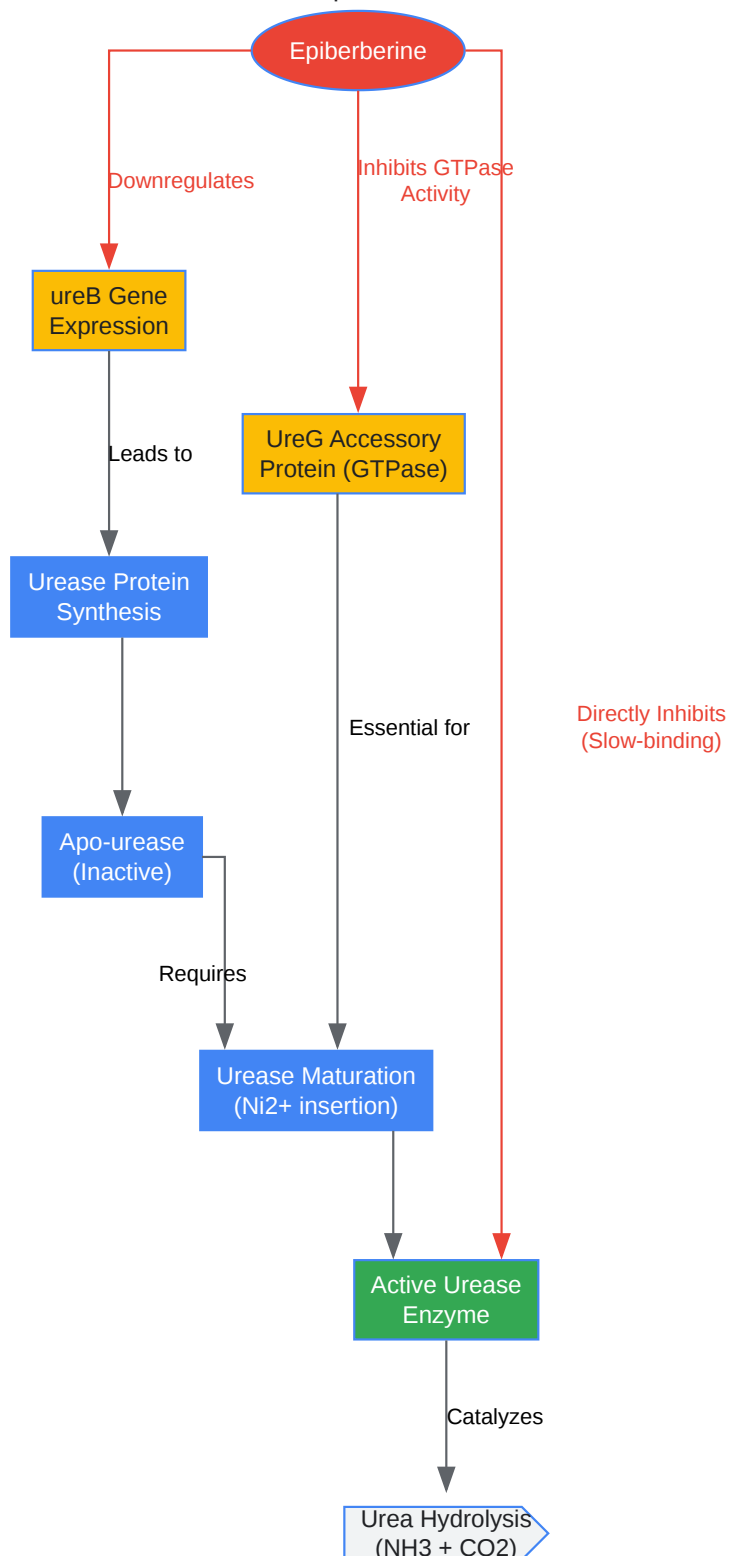 Epiberberine
Downregulates
Inhibits GTPase
Activity
ureB Gene
Expression
UreG Accessory
Protein (GTPase)
Leads to
Urease Protein
Synthesis
Essential for
Directly Inhibits
(Slow-binding)
Apo-urease
(Inactive)
Requires
Urease Maturation
(Ni2+ insertion)
Active Urease
Enzyme
Catalyzes
Urea Hydrolysis
(NH3 + CO2)